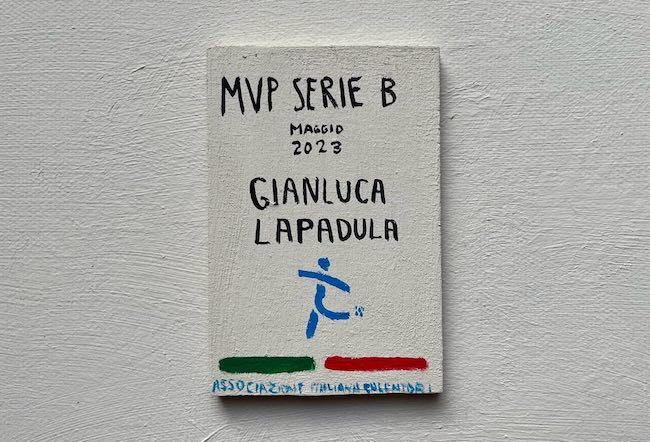 MVP SERIE B
MAGGIO
2023
GIANLUCA
LAPADULA
ASSOCIAZIONE ITALIANA